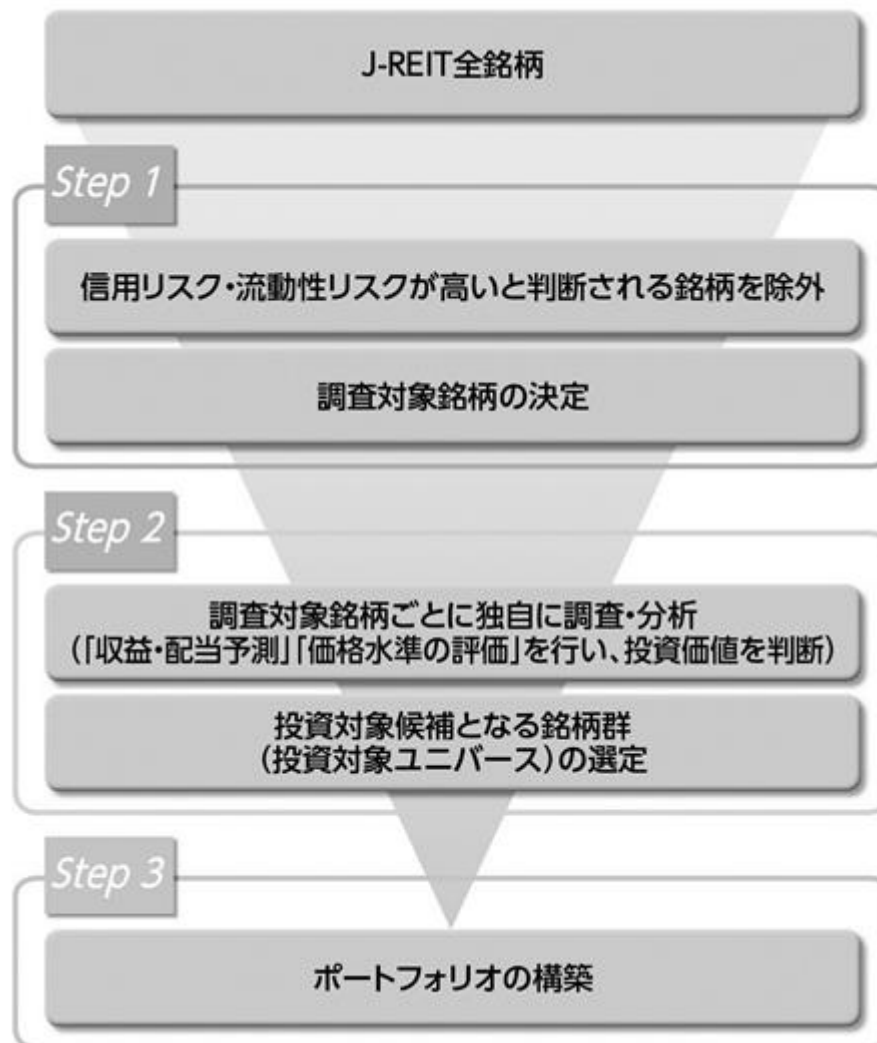 J-REIT全銘柄
Step 1
信用リスク・流動性リスクが高いと判断される銘柄を除外
調査対象銘柄の決定
Step 2
調査対象銘柄ごとに独自に調査・分析
(「収益・配当予測」「価格水準の評価」を行い、投資価値を判断)
投資対象候補となる銘柄群
(投資対象ユニバース)の選定
Step 3
ポートフォリオの構築